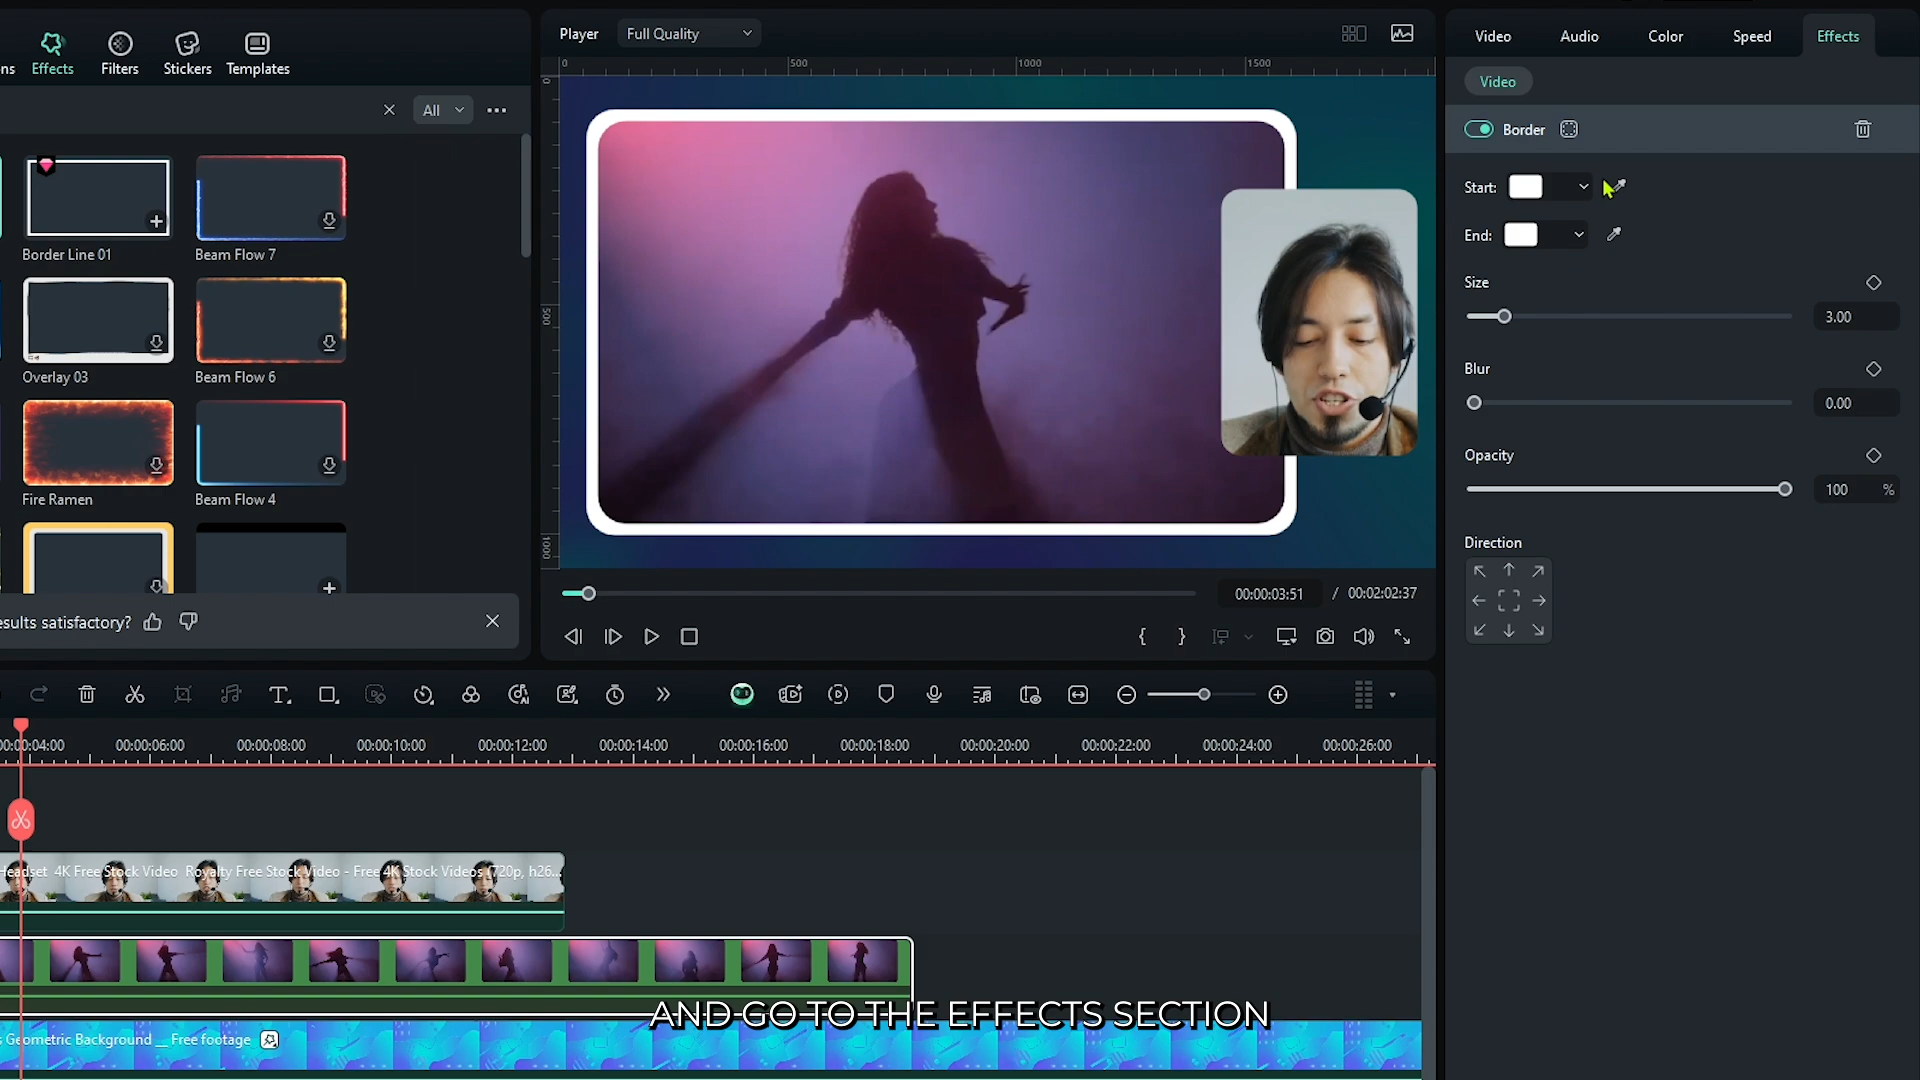 ns
Effects
Filters
Stickers
Templates
All
Border Line 01
Beam Flow 7
Overlay 03
Beam Flow 6
Fire Ramen
Beam Flow 4
esults satisfactory?
Player
Full Quality
0
500
1000
1500
0
500
1000
00:00:03:51 / 00:02:02:37
{ }
Video
Audio
Color
Speed
Effects
Video
Border
Start:
End:
Size
3.00
Blur
0.00
Opacity
100 %
Direction
00:00:04:00
00:00:06:00
00:00:08:00
00:00:10:00
00:00:12:00
00:00:14:00
00:00:16:00
00:00:18:00
00:00:20:00
00:00:22:00
00:00:24:00
00:00:26:00
Headset 4K Free Stock Video Royalty Free Stock Video - Free 4K Stock Videos (720p, h26...
AND GO TO THE EFFECTS SECTION
s Geometric Background __ Free footage